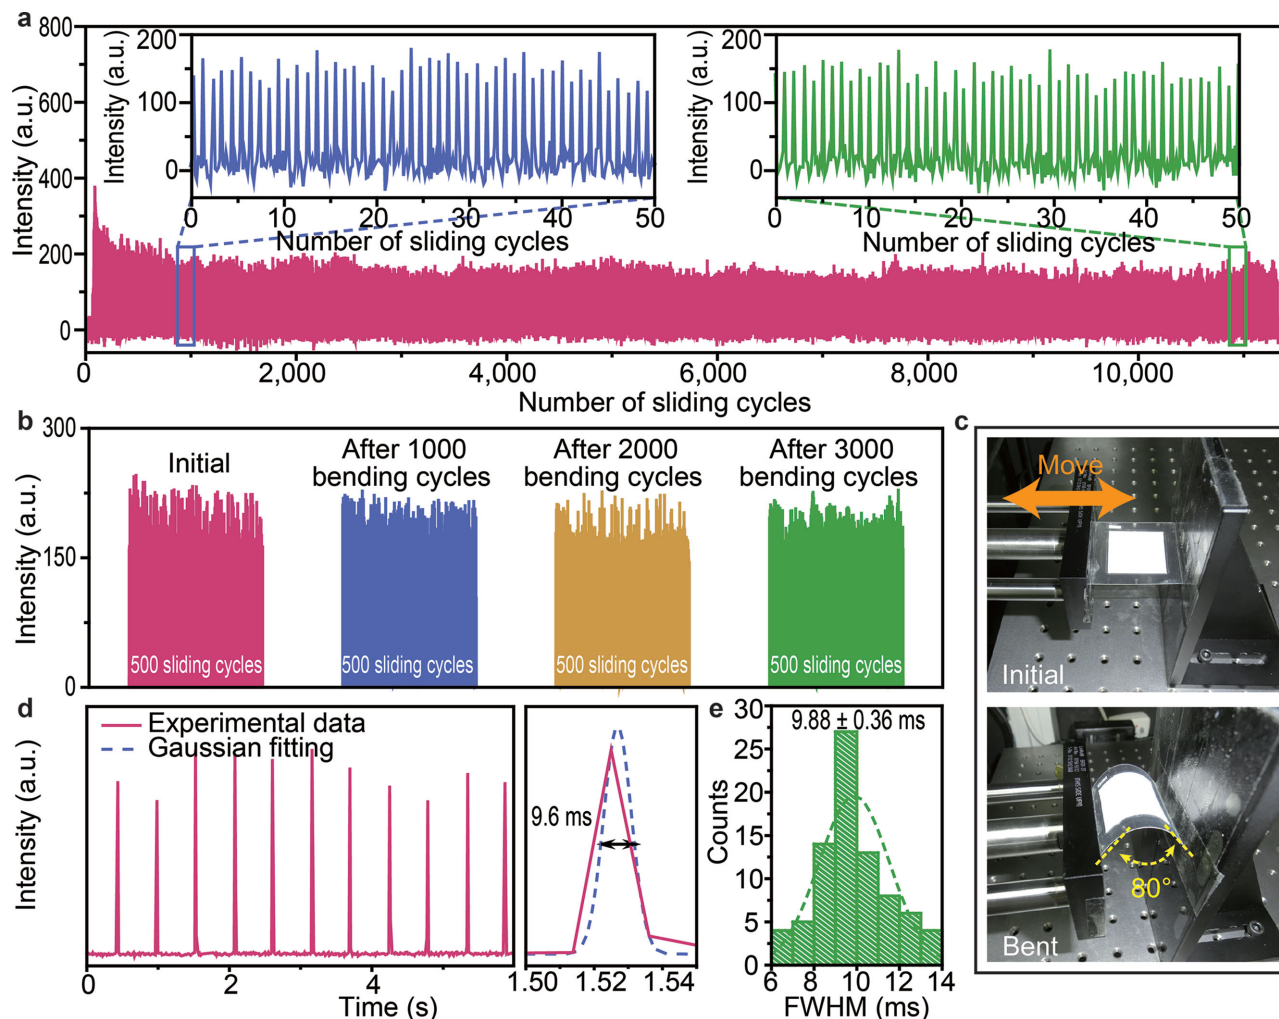 a
800
600
400
200
0
Intensity (a.u.)
200
100
0
Intensity (a.u.)
0 10 20 30 40 50
Number of sliding cycles
200
100
0
Intensity (a.u.)
0 10 20 30 40 50
Number of sliding cycles
0 2,000 4,000 6,000 8,000 10,000
Number of sliding cycles
b
300
150
0
Intensity (a.u.)
Initial
After 1000
bending cycles
After 2000
bending cycles
After 3000
bending cycles
500 sliding cycles
500 sliding cycles
500 sliding cycles
500 sliding cycles
c
Move
Initial
80°
Bent
d
Experimental data
Gaussian fitting
Intensity (a.u.)
0 2 4 1.50 1.52 1.54
Time (s)
9.6 ms
e
30
25
20
15
10
5
0
Counts
9.88 ± 0.36 ms
6 8 10 12 14
FWHM (ms)